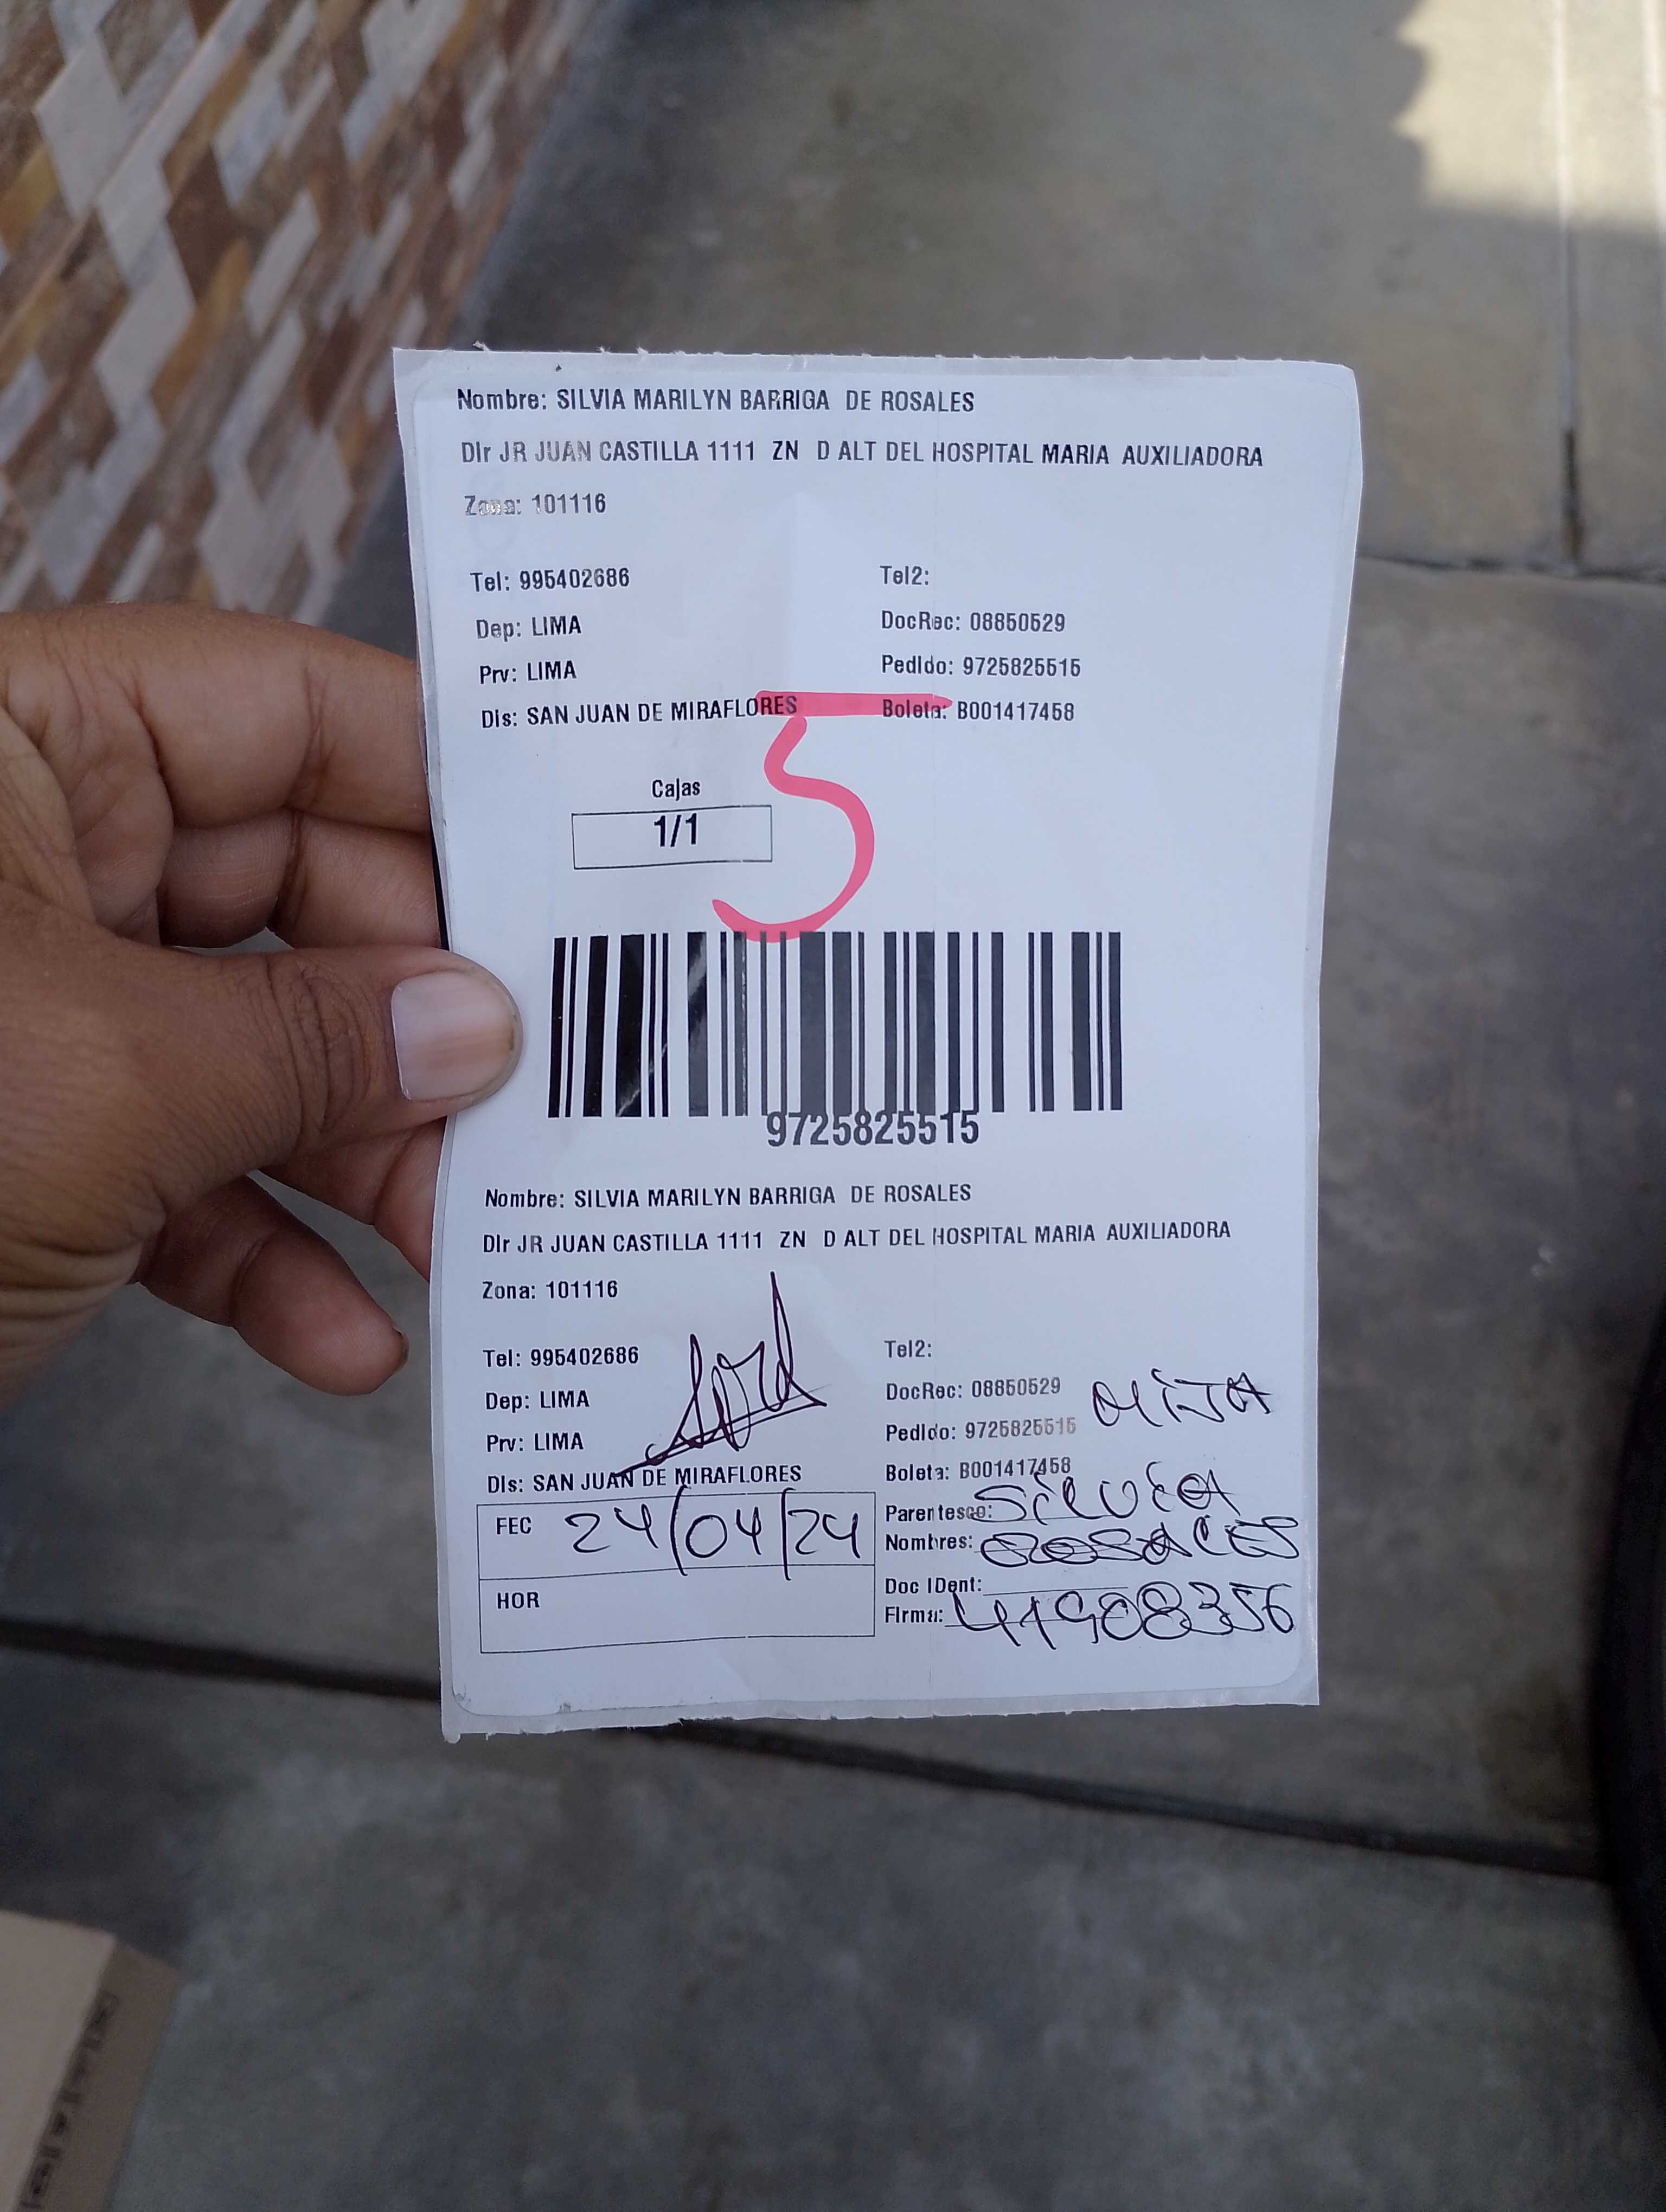 Nombre: SILVIA MARILYN BARRIGA DE ROSALES
Dir JR JUAN CASTILLA 1111 ZN D ALT DEL HOSPITAL MARIA AUXILIADORA
Zona: 101116
Tel: 995402686 Tel2:
Dep: LIMA DocRec: 08850529
Prv: LIMA Pedido: 9725825515
Dis: SAN JUAN DE MIRAFLORES Boleta: B001417458
5
Cajas
1/1
9725825515
Nombre: SILVIA MARILYN BARRIGA DE ROSALES
Dir JR JUAN CASTILLA 1111 ZN D ALT DEL HOSPITAL MARIA AUXILIADORA
Zona: 101116
Tel: 995402686 Tel2:
Dep: LIMA DocRec: 08850529
Prv: LIMA Pedido: 9725825515
Dis: SAN JUAN DE MIRAFLORES Boleta: B001417458
Parentesco: Silvia
FEC 24/04/24 Nombres: ROSALES
HOR Doc IDent:
Firma: 41908356